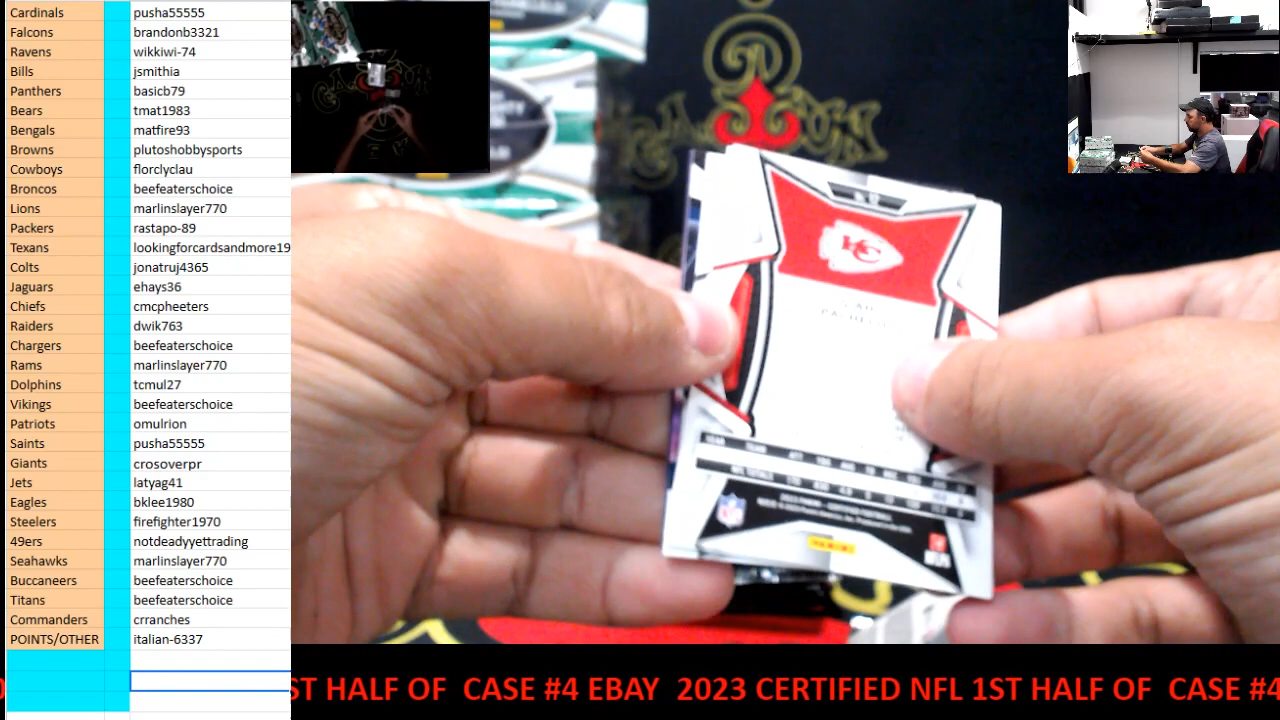 Cardinals pusha55555
Falcons brandonb3321
Ravens wikkiwi-74
Bills jsmithia
Panthers basicb79
Bears tmat1983
Bengals matfire93
Browns plutoshobbysports
Cowboys florclyclau
Broncos beefeaterschoice
Lions marlinslayer770
Packers rastapo-89
Texans lookingforcardsandmore19
Colts jonatruj4365
Jaguars ehays36
Chiefs cmcpheeters
Raiders dwik763
Chargers beefeaterschoice
Rams marlinslayer770
Dolphins tcmul27
Vikings beefeaterschoice
Patriots omulrion
Saints pusha55555
Giants crosoverpr
Jets latyag41
Eagles bklee1980
Steelers firefighter1970
49ers notdeadyyettrading
Seahawks marlinslayer770
Buccaneers beefeaterschoice
Titans beefeaterschoice
Commanders crranches
POINTS/OTHER italian-6337
KC
NFL
PANINI
ST HALF OF CASE #4 EBAY 2023 CERTIFIED NFL 1ST HALF OF CASE #4